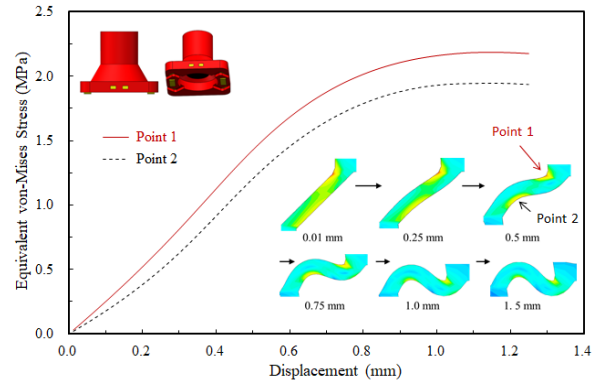 Equivalent von-Mises Stress (MPa)
2.5
2.0
1.5
1.0
0.5
0.0
Point 1
Point 2
Point 1
Point 2
0.01 mm
0.25 mm
0.5 mm
0.75 mm
1.0 mm
1.5 mm
0.0 0.2 0.4 0.6 0.8 1.0 1.2 1.4
Displacement (mm)